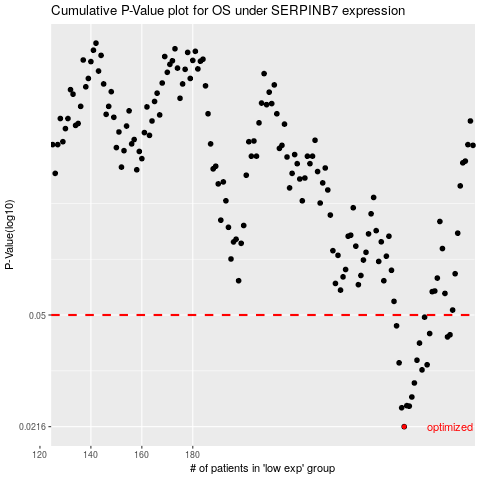 Cumulative P-Value plot for OS under SERPINB7 expression
P-Value(log10)
0.05
0.0216
optimized
120 140 160 180
# of patients in 'low exp' group